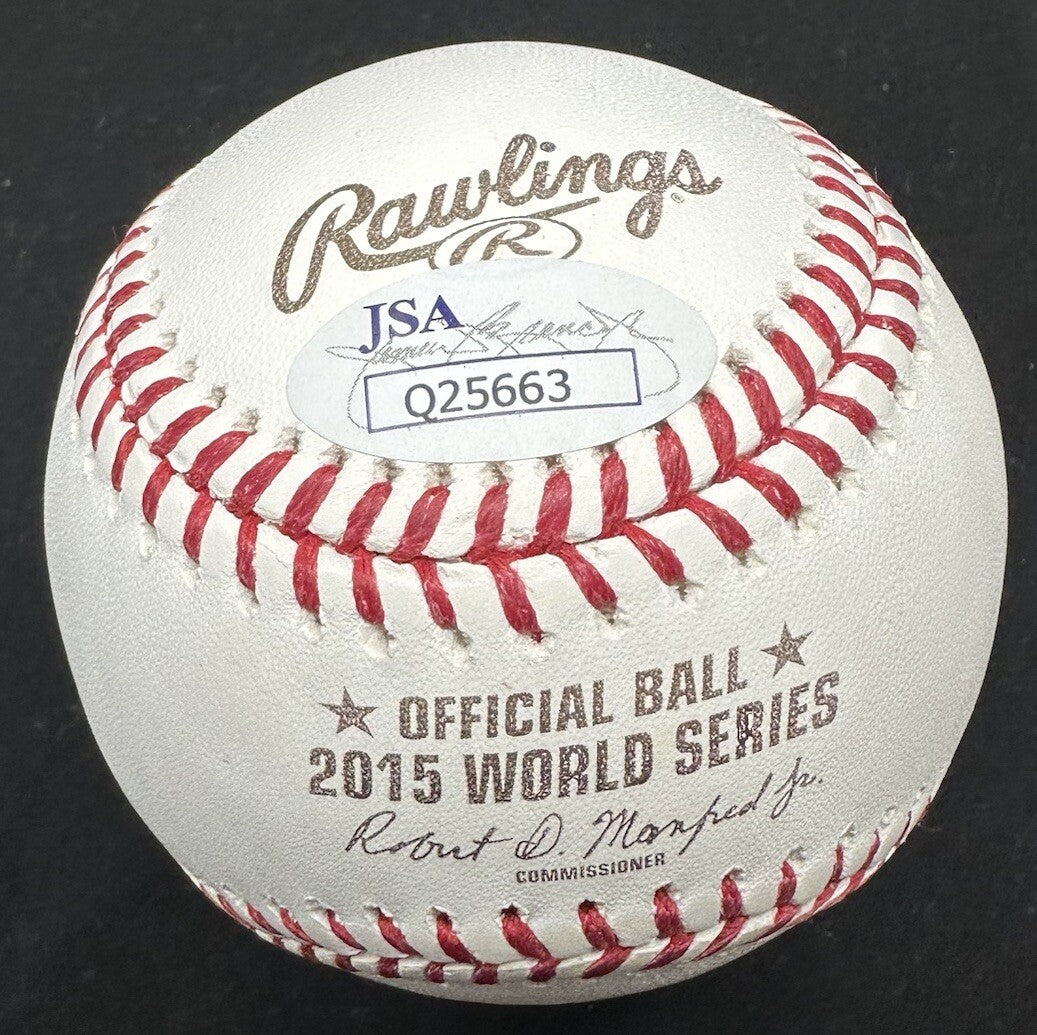 Rawlings
R
JSA
Q25663
OFFICIAL BALL
2015 WORLD SERIES
Robert D. Manfred Jr.
COMMISSIONER